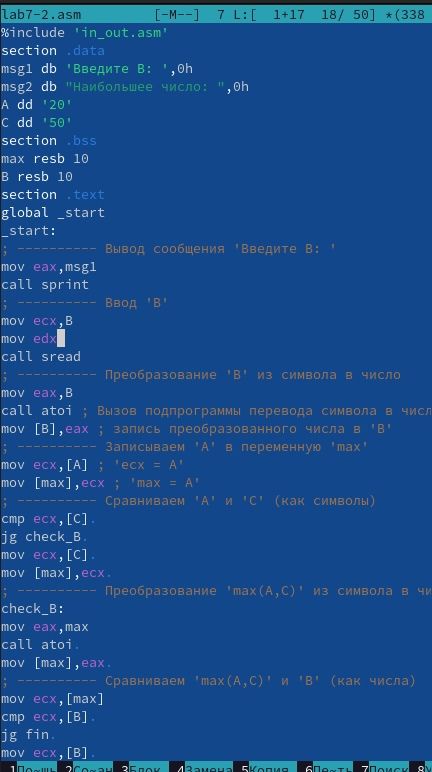 lab7-2.asm [-M--] 7 L:[ 1+17 18/ 50] *(338
%include 'in_out.asm'
section .data
msg1 db 'Введите B: ',0h
msg2 db "Наибольшее число: ",0h
A dd '20'
C dd '50'
section .bss
max resb 10
B resb 10
section .text
global _start
_start:
; ---------- Вывод сообщения 'Введите B: '
mov eax,msg1
call sprint
; ---------- Ввод 'B'
mov ecx,B
mov edx
call sread
; ---------- Преобразование 'B' из символа в число
mov eax,B
call atoi ; Вызов подпрограммы перевода символа в числ
mov [B],eax ; запись преобразованного числа в 'B'
; ---------- Записываем 'A' в переменную 'max'
mov ecx,[A] ; 'ecx = A'
mov [max],ecx ; 'max = A'
; ---------- Сравниваем 'A' и 'C' (как символы)
cmp ecx,[C].
jg check_B.
mov ecx,[C].
mov [max],ecx.
; ---------- Преобразование 'max(A,C)' из символа в чи
check_B:
mov eax,max
call atoi.
mov [max],eax.
; ---------- Сравниваем 'max(A,C)' и 'B' (как числа)
mov ecx,[max]
cmp ecx,[B].
jg fin.
mov ecx,[B].
1По~щь 2Со~ан 3Блок 4Замена 5Копия 6Пе~ть 7Поиск